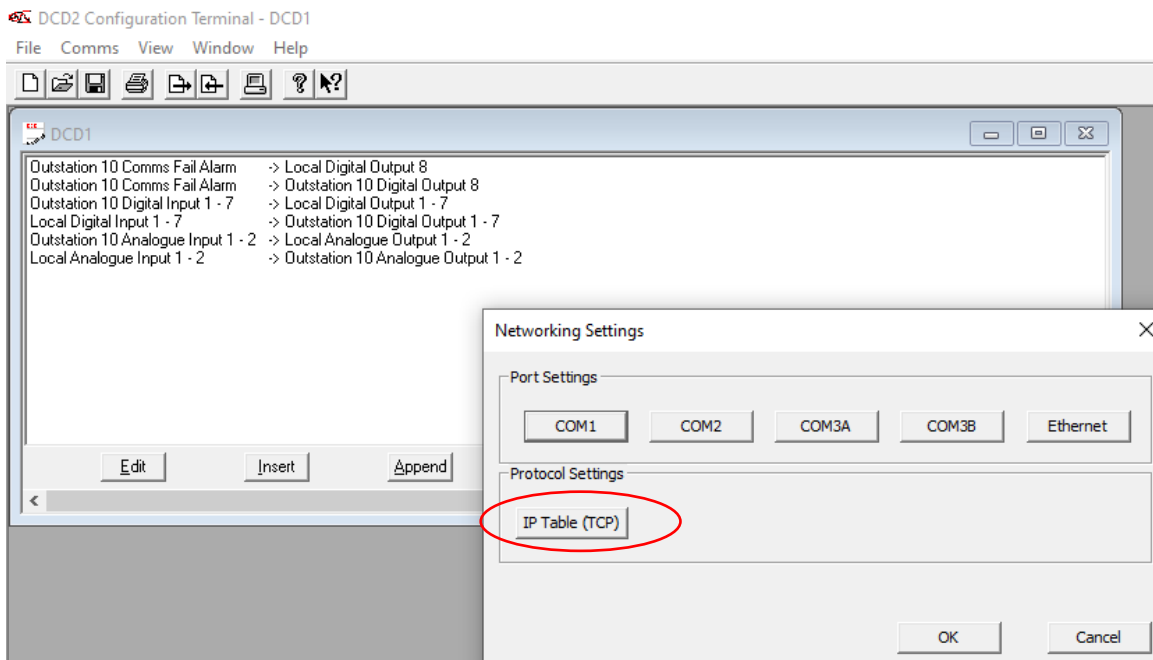 DCD2 Configuration Terminal - DCD1
File Comms View Window Help
DCD1
Outstation 10 Comms Fail Alarm -> Local Digital Output 8
Outstation 10 Comms Fail Alarm -> Outstation 10 Digital Output 8
Outstation 10 Digital Input 1 - 7 -> Local Digital Output 1 - 7
Local Digital Input 1 - 7 -> Outstation 10 Digital Output 1 - 7
Outstation 10 Analogue Input 1 - 2 -> Local Analogue Output 1 - 2
Local Analogue Input 1 - 2 -> Outstation 10 Analogue Output 1 - 2
Edit Insert Append
Networking Settings
Port Settings
COM1 COM2 COM3A COM3B Ethernet
Protocol Settings
IP Table (TCP)
OK Cancel